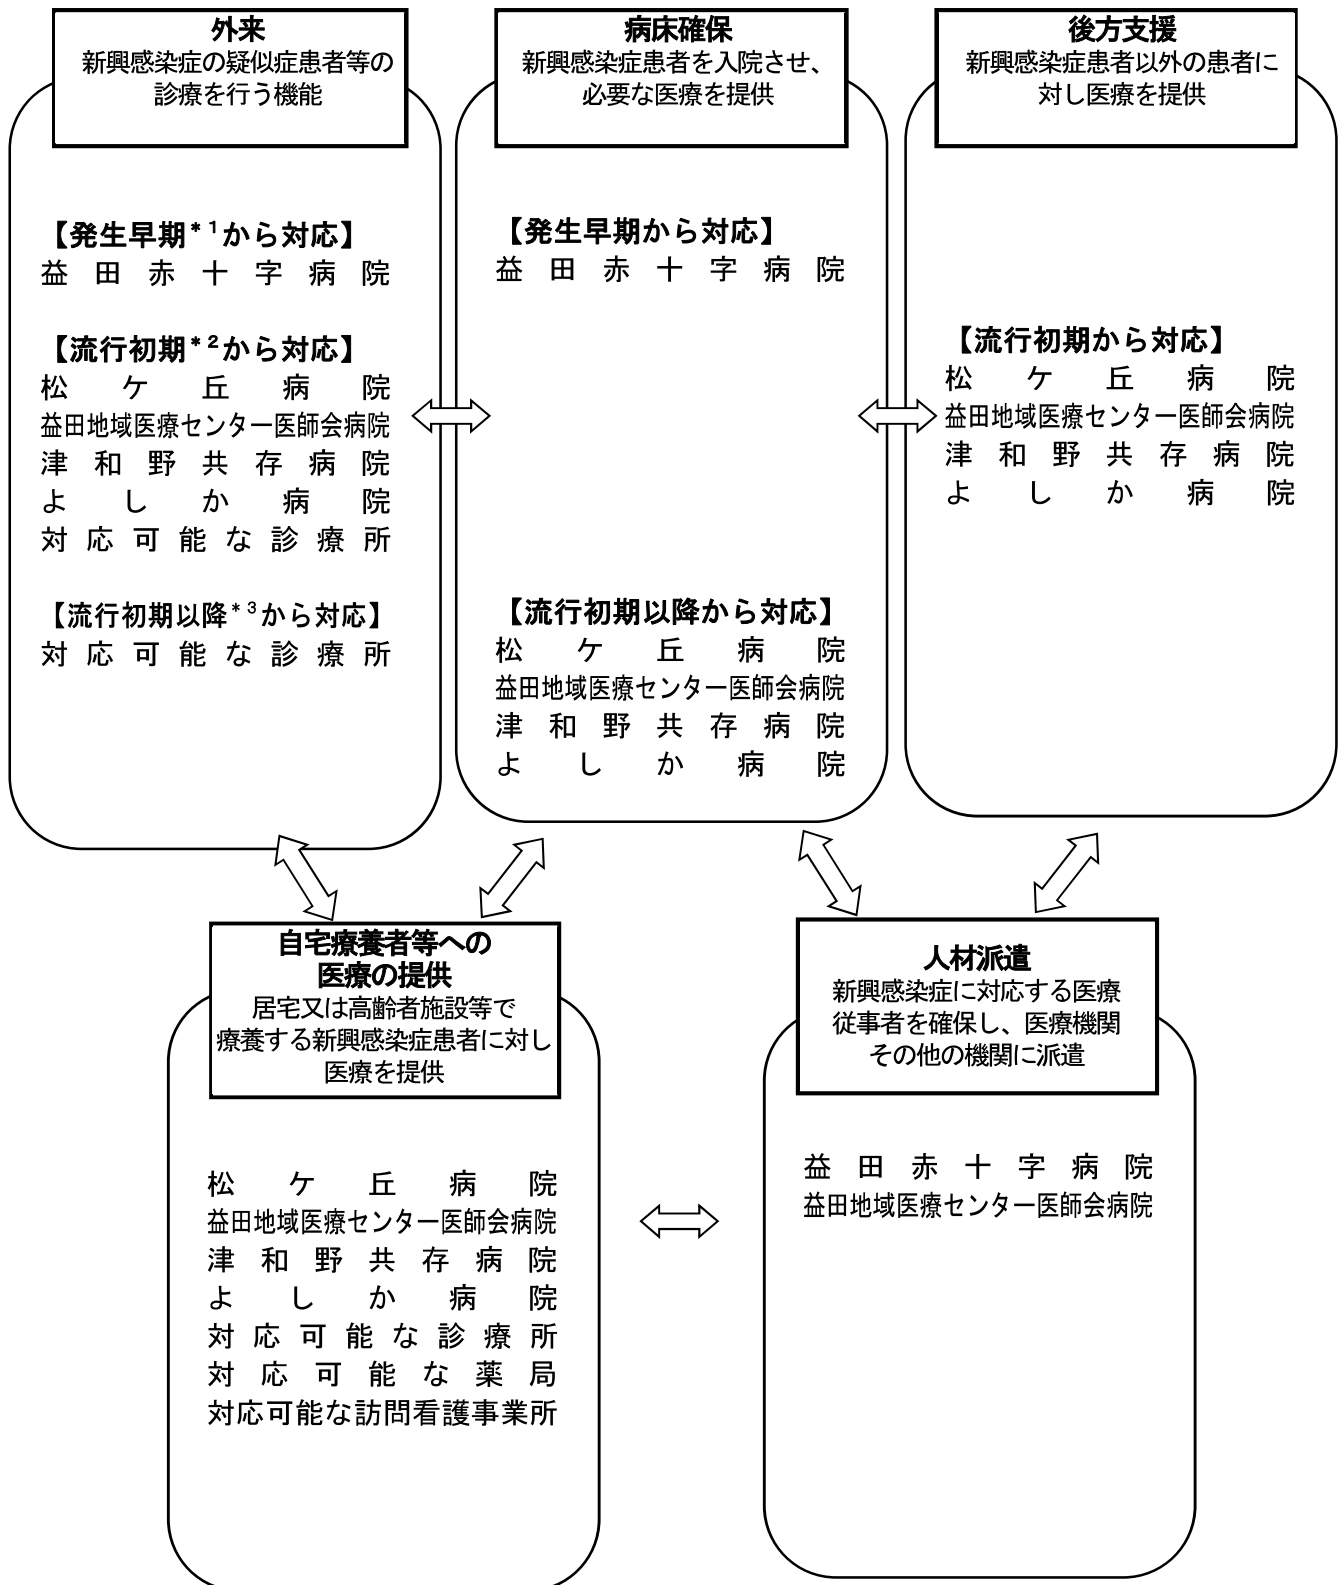 外来
新興感染症の疑似症患者等の
診療を行う機能
【発生早期*1から対応】
益田赤十字病院
【流行初期*2から対応】
松ケ丘病院
益田地域医療センター医師会病院
津和野共存病院
よしか病院
対応可能な診療所
【流行初期以降*3から対応】
対応可能な診療所
病床確保
新興感染症患者を入院させ、
必要な医療を提供
【発生早期から対応】
益田赤十字病院
【流行初期以降から対応】
松ケ丘病院
益田地域医療センター医師会病院
津和野共存病院
よしか病院
後方支援
新興感染症患者以外の患者に
対し医療を提供
【流行初期から対応】
松ケ丘病院
益田地域医療センター医師会病院
津和野共存病院
よしか病院
自宅療養者等への
医療の提供
居宅又は高齢者施設等で
療養する新興感染症患者に対し
医療を提供
松ケ丘病院
益田地域医療センター医師会病院
津和野共存病院
よしか病院
対応可能な診療所
対応可能な薬局
対応可能な訪問看護事業所
人材派遣
新興感染症に対応する医療
従事者を確保し、医療機関
その他の機関に派遣
益田赤十字病院
益田地域医療センター医師会病院